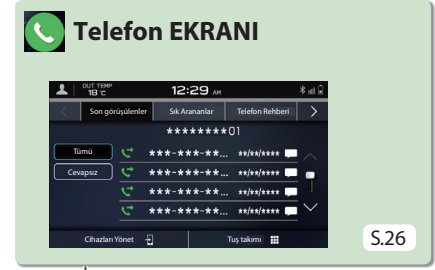 Telefon EKRANI
OUT TEMP
18 °C
12:29 AM
Son görüşülenler Sık Arananlar Telefon Rehberi
********01
Tümü
***-***-**... **/**/****
Cevapsız
***-***-**... **/**/****
***-***-**... **/**/****
***-***-**... **/**/****
Cihazları Yönet Tuş takımı
S.26